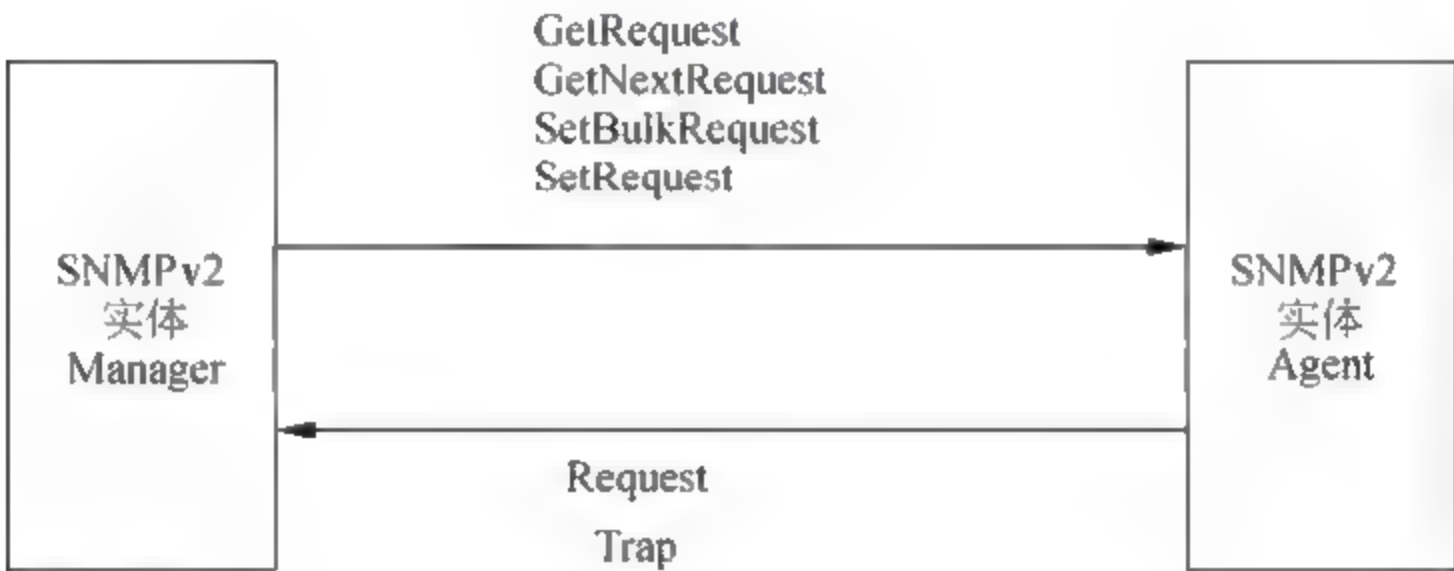 GetRequest
GetNextRequest
SetBulkRequest
SetRequest
SNMPv2
实体
Manager
SNMPv2
实体
Agent
Request
Trap